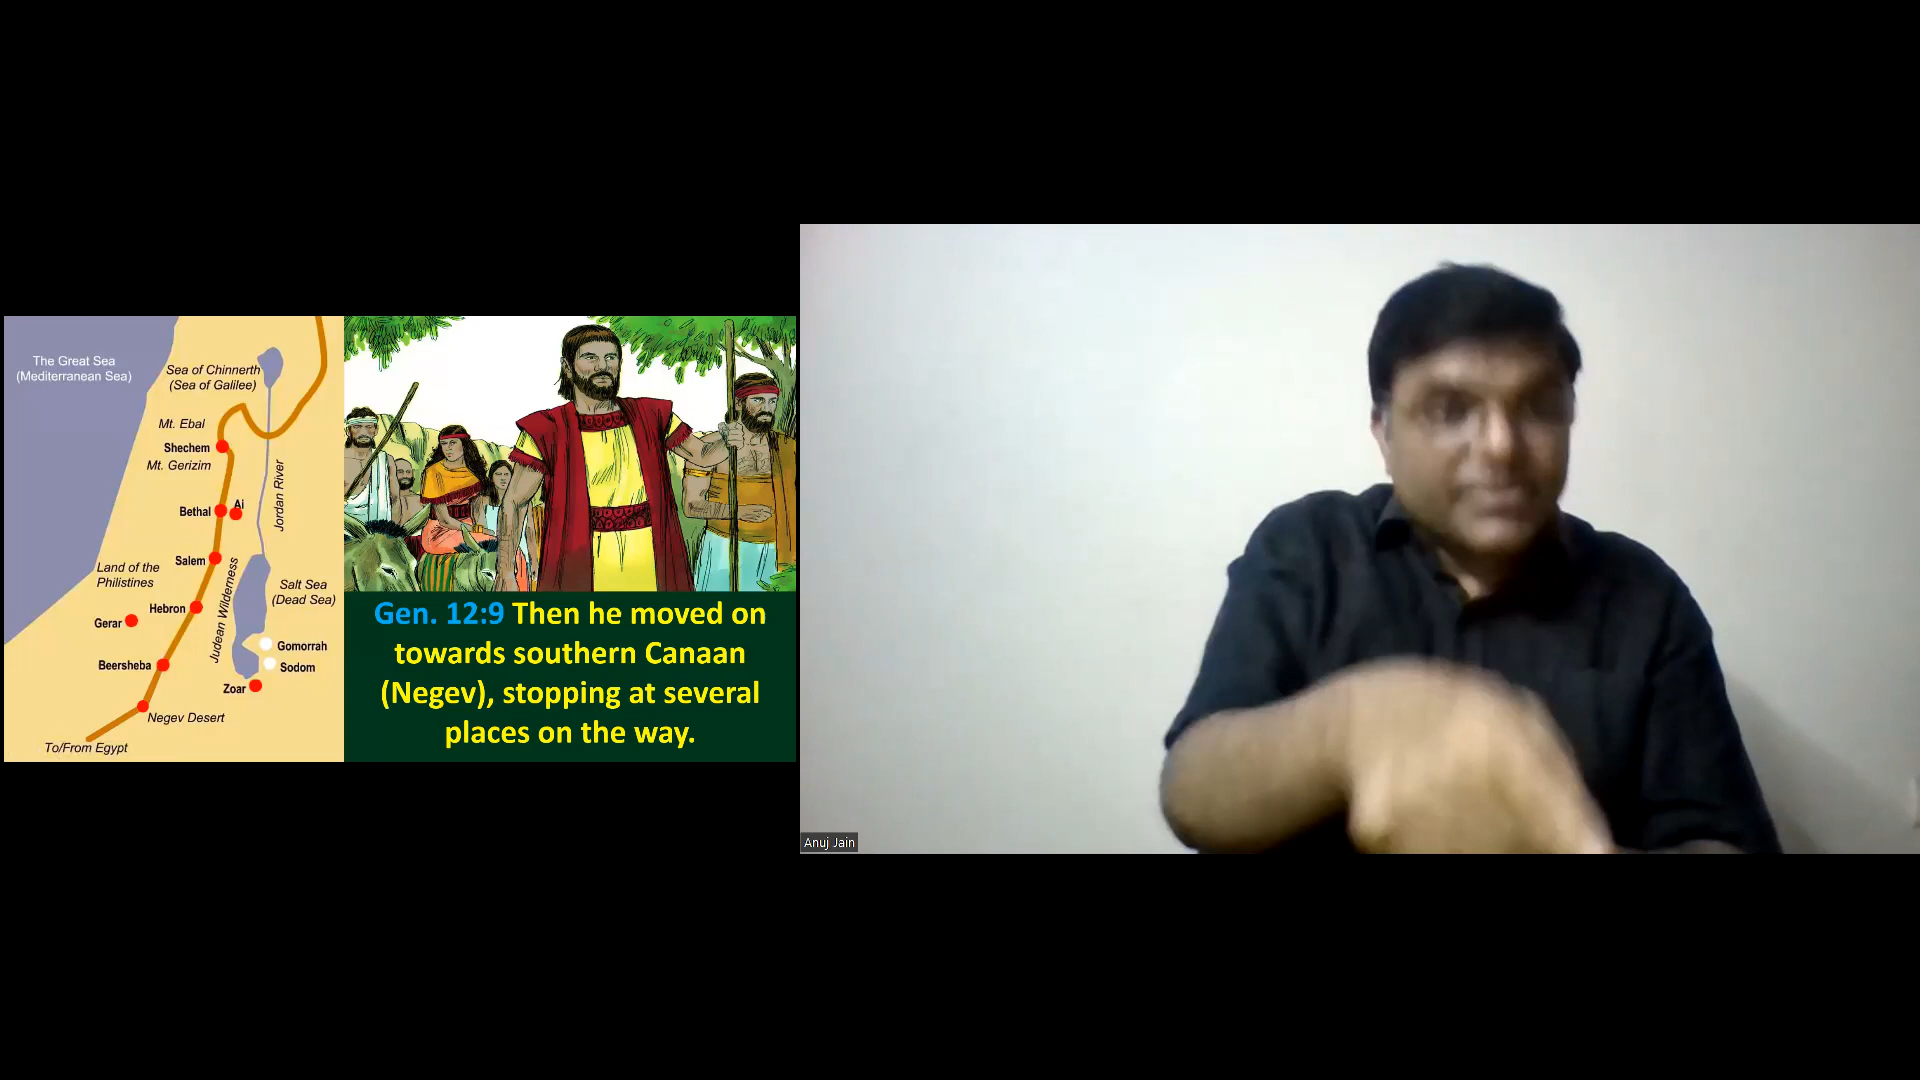 The Great Sea
(Mediterranean Sea)
Sea of Chinnerth
(Sea of Galilee)
Mt. Ebal
Shechem
Mt. Gerizim
Jordan River
Ai
Bethal
Salem
Land of the
Philistines
Judean Wilderness
Salt Sea
(Dead Sea)
Hebron
Gerar
Gomorrah
Beersheba
Sodom
Zoar
Negev Desert
To/From Egypt
Gen. 12:9 Then he moved on
towards southern Canaan
(Negev), stopping at several
places on the way.
Anuj Jain